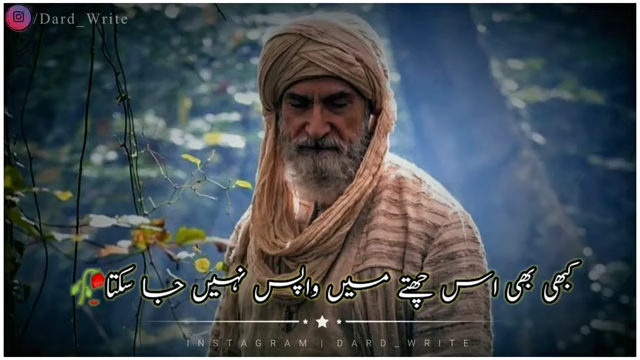 /Dard_Write
کبھی بھی اس چھتے میں واپس نہیں جا سکتا
INSTAGRAM | DARD_WRITE